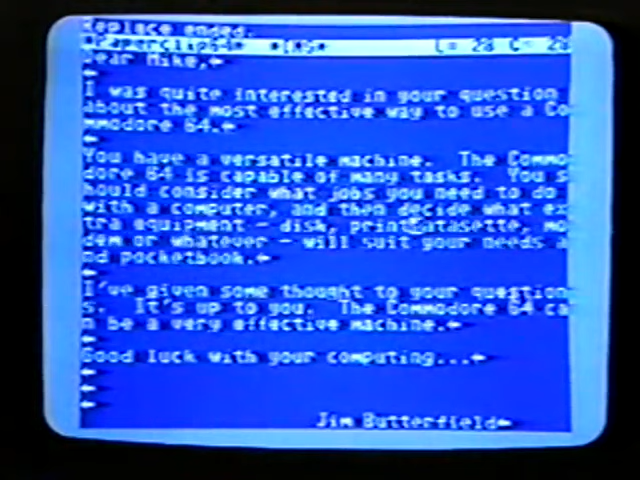 Replace ended.
*Paperclip64* *INS* L= 28 C= 28
Dear Mike,←
←
I was quite interested in your question
about the most effective way to use a Co
mmodore 64.←
←
You have a versatile machine. The Commo
dore 64 is capable of many tasks. You s
hould consider what jobs you need to do
with a computer, and then decide what ex
tra equipment - disk, print Datasette, mo
dem or whatever - will suit your needs a
nd pocketbook.←
←
I've given some thought to your question
s. It's up to you. The Commodore 64 ca
n be a very effective machine.←
←
Good luck with your computing...←
←
←
←
Jim Butterfield←